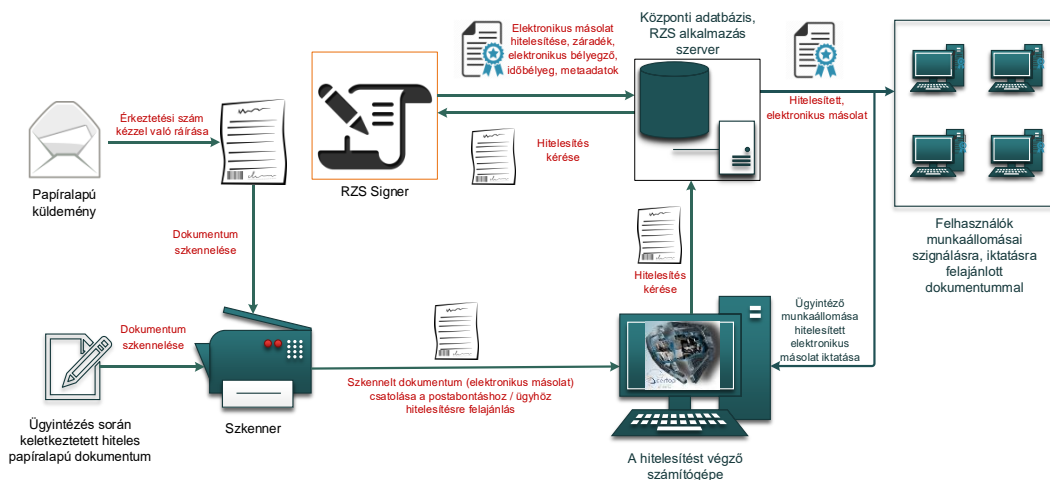 Elektronikus másolat
hitelesítése, záradék,
elektronikus bélyegző,
időbélyeg, metaadatok
Központi adatbázis,
RZS alkalmazás
szerver
Érkeztetési szám
kézzel való ráírása
Hitelesített,
elektronikus másolat
Hitelesítés
kérése
Papíralapú
küldemény
RZS Signer
Dokumentum
szkennelése
Hitelesítés
kérése
Felhasználók
munkaállomásai
szignálásra, iktatásra
felajánlott
dokumentummal
Dokumentum
szkennelése
Ügyintéző
munkaállomása
hitelesített
elektronikus
másolat iktatása
Szkennelt dokumentum (elektronikus másolat)
csatolása a postabontáshoz / ügyhöz
hitelesítésre felajánlás
Szkenner
Ügyintézés során
keletkeztetett hiteles
papíralapú dokumentum
A hitelesítést végző
számítógépe